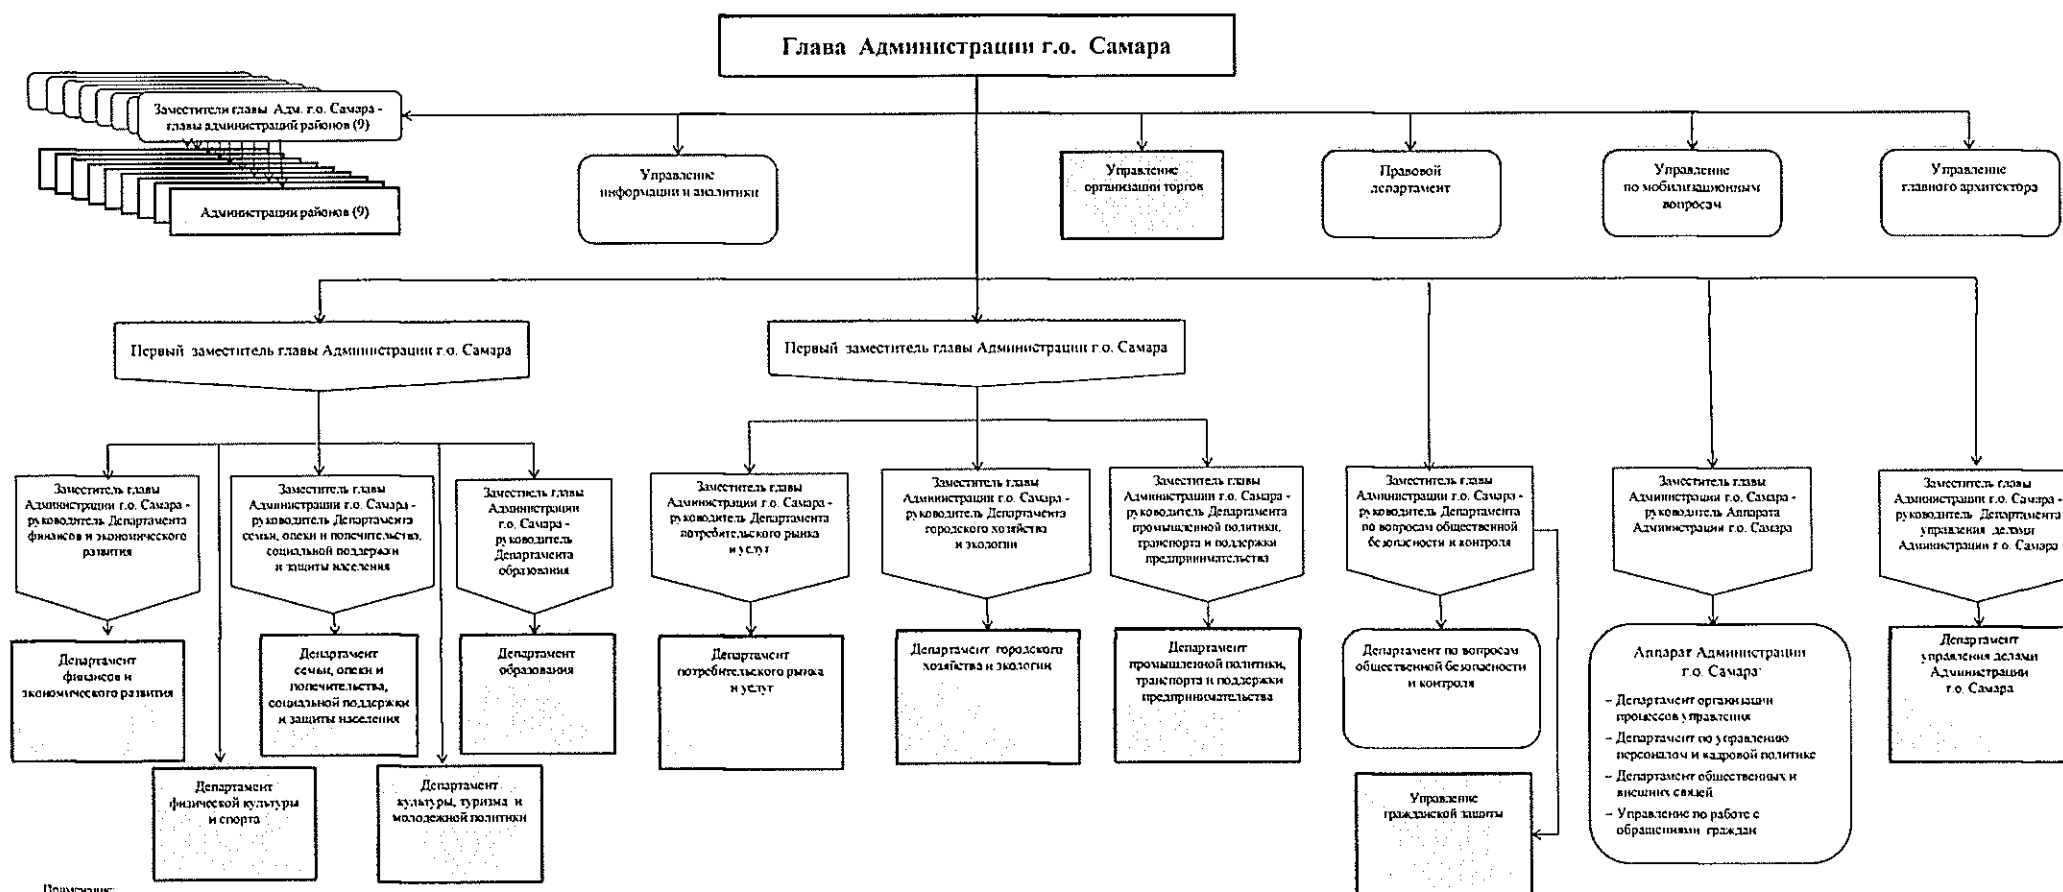 Глава Администрации г.о. Самара
Заместители главы Адм. г.о. Самара -
главы администраций районов (9)
Администрации районов (9)
Управление
информации и аналитики
Управление
организации торгов
Правовой
департамент
Управление
по мобилизационным
вопросам
Управление
главного архитектора
Первый заместитель главы Администрации г.о. Самара
Первый заместитель главы Администрации г.о. Самара
Заместитель главы
Администрации г.о. Самара -
руководитель Департамента
финансов и экономического
развития
Заместитель главы
Администрации г.о. Самара -
руководитель Департамента
семьи, опеки и попечительства,
социальной поддержки
и защиты населения
Заместитель главы
Администрации
г.о. Самара -
руководитель
Департамента
образования
Заместитель главы
Администрации г.о. Самара -
руководитель Департамента
потребительского рынка
и услуг
Заместитель главы
Администрации г.о. Самара -
руководитель Департамента
городского хозяйства
и экологии
Заместитель главы
Администрации г.о. Самара -
руководитель Департамента
промышленной политики,
транспорта и поддержки
предпринимательства
Заместитель главы
Администрации г.о. Самара -
руководитель Департамента
по вопросам общественной
безопасности и контроля
Заместитель главы
Администрации г.о. Самара -
руководитель Аппарата
Администрации г.о. Самара
Заместитель главы
Администрации г.о. Самара -
руководитель Департамента
управления делами
Администрации г.о. Самара
Департамент
финансов и
экономического развития
Департамент
семьи, опеки и
попечительства,
социальной поддержки
и защиты населения
Департамент
образования
Департамент
потребительского рынка
и услуг
Департамент городского
хозяйства и экологии
Департамент
промышленной политики,
транспорта и поддержки
предпринимательства
Департамент по вопросам
общественной безопасности
и контроля
Аппарат Администрации
г.о. Самара:
– Департамент организации
процессов управления
– Департамент по управлению
персоналом и кадровой политике
– Департамент общественных и
внешних связей
– Управление по работе с
обращениями граждан
Департамент
управления делами
Администрации
г.о. Самара
Департамент
физической культуры
и спорта
Департамент
культуры, туризма и
молодежной политики
Управление
гражданской защиты
Примечание: